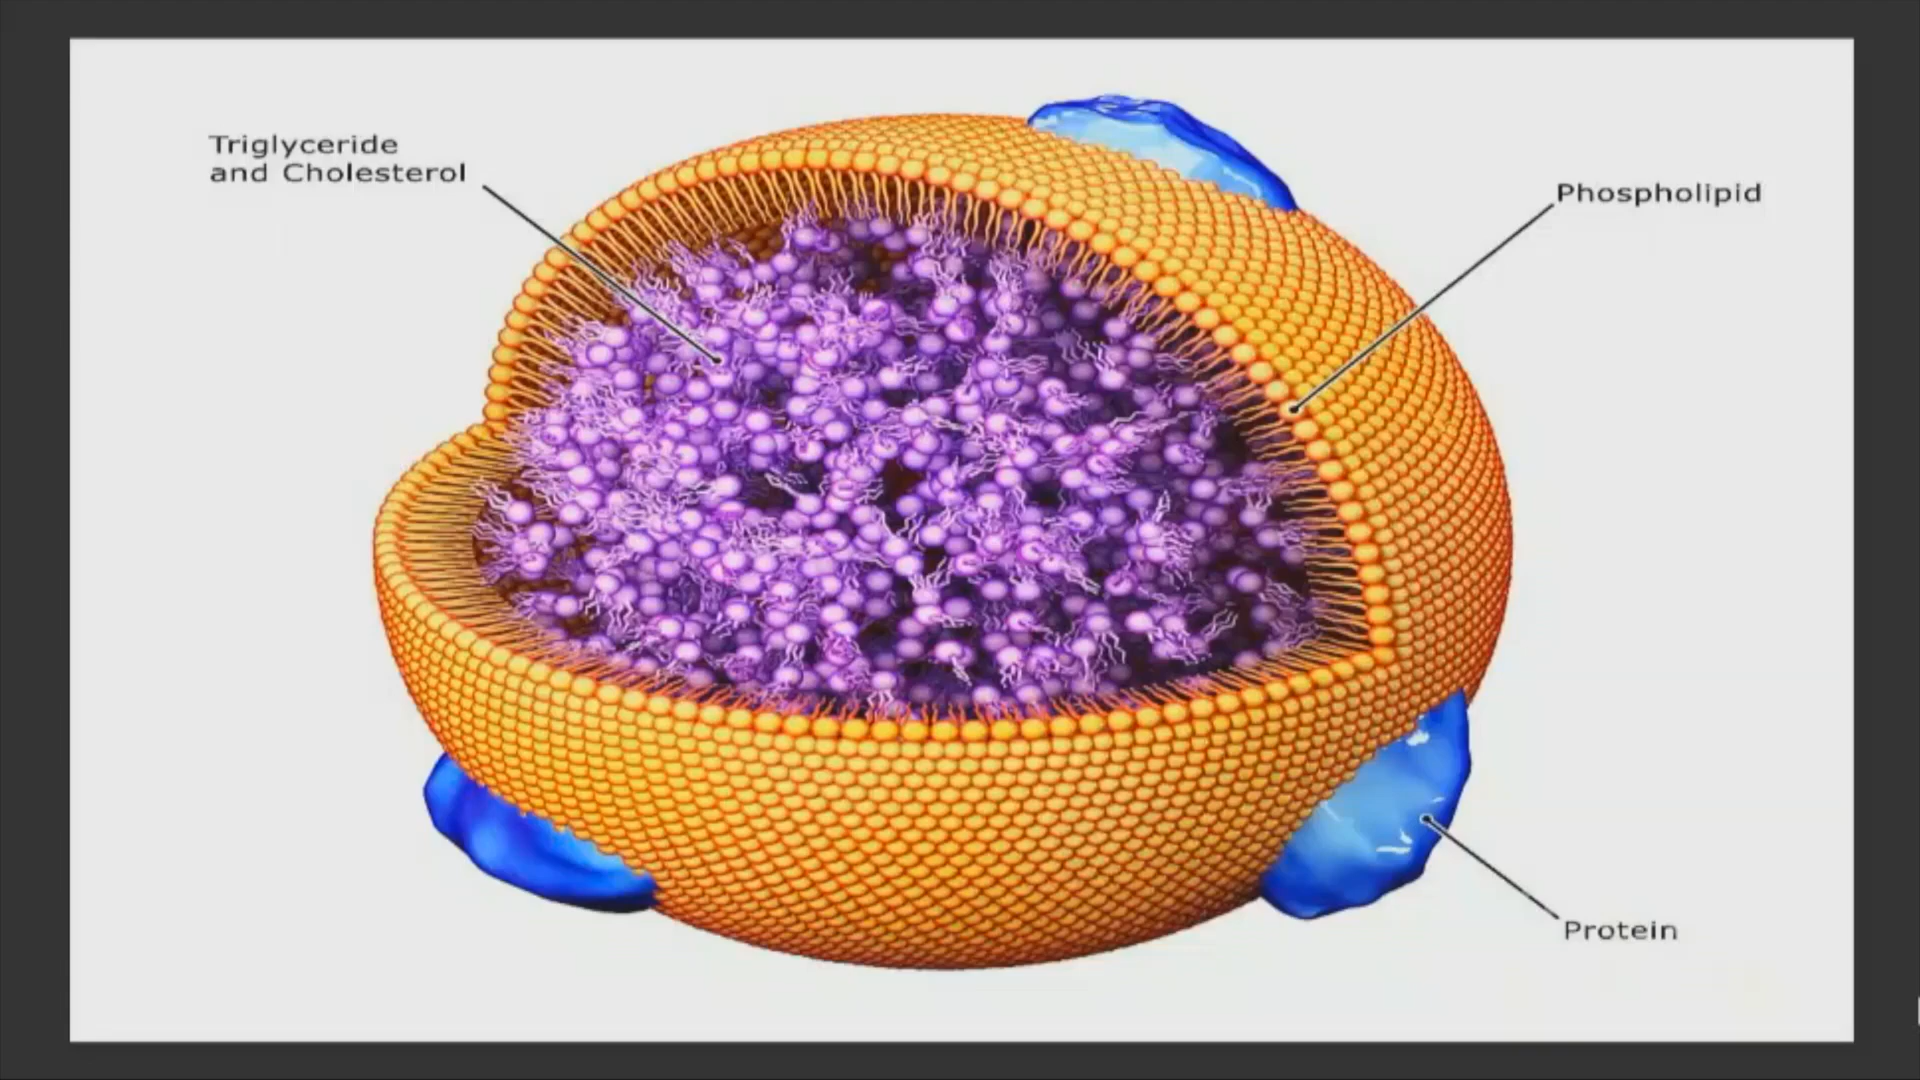 Triglyceride
and Cholesterol
Phospholipid
Protein